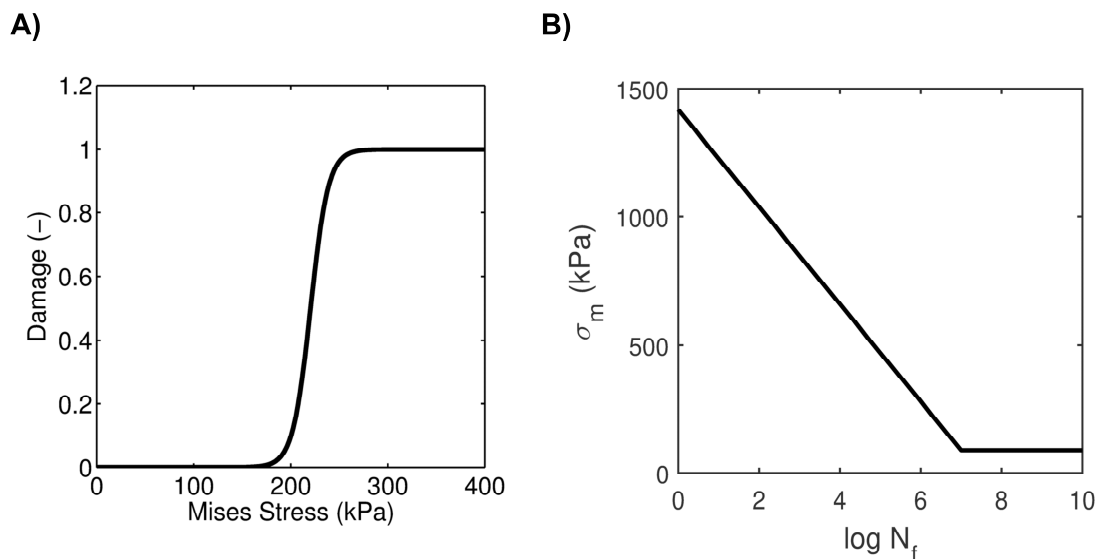 A)
1.2
1
0.8
0.6
0.4
0.2
0
Damage (−)
0 100 200 300 400
Mises Stress (kPa)
B)
1500
1000
500
0
σm (kPa)
0 2 4 6 8 10
log Nf